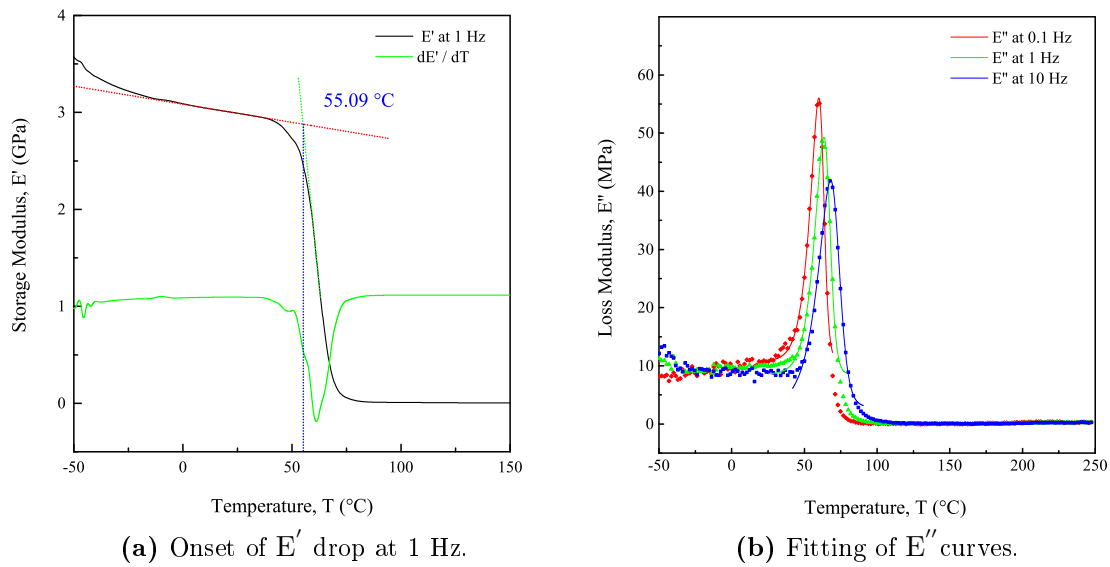 4
3
2
1
0
-50
0
50
100
150
Storage Modulus, E' (GPa)
Temperature, T (°C)
E' at 1 Hz
dE' / dT
55.09 °C
(a) Onset of E′ drop at 1 Hz.
60
50
40
30
20
10
0
-50
0
50
100
150
200
250
Loss Modulus, E'' (MPa)
Temperature, T (°C)
E'' at 0.1 Hz
E'' at 1 Hz
E'' at 10 Hz
(b) Fitting of E′′ curves.